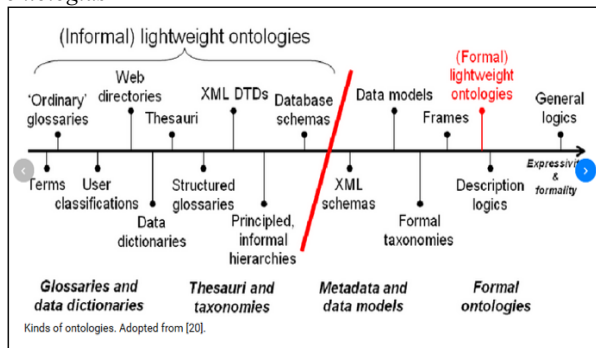 (Informal) lightweight ontologies
(Formal)
lightweight
ontologies
Web
directories
XML DTDs
Database
schemas
Data models
General
logics
'Ordinary'
glossaries
Thesauri
Frames
Expressivity
&
formality
Terms
User
classifications
Structured
glossaries
XML
schemas
Description
logics
Data
dictionaries
Principled,
informal
hierarchies
Formal
taxonomies
Glossaries and
data dictionaries
Thesauri and
taxonomies
Metadata and
data models
Formal
ontologies
Kinds of ontologies. Adopted from [20].